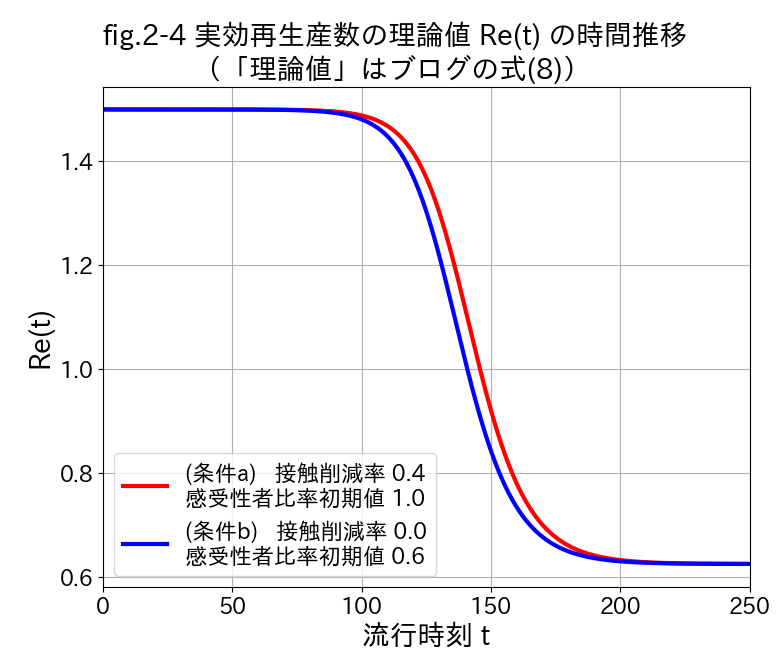 fig.2-4 実効再生産数の理論値 Re(t) の時間推移
（「理論値」はブログの式(8)）
Re(t)
1.4
1.2
1.0
0.8
0.6
(条件a)   接触削減率 0.4
感受性者比率初期値 1.0
(条件b)   接触削減率 0.0
感受性者比率初期値 0.6
0 50 100 150 200 250
流行時刻 t